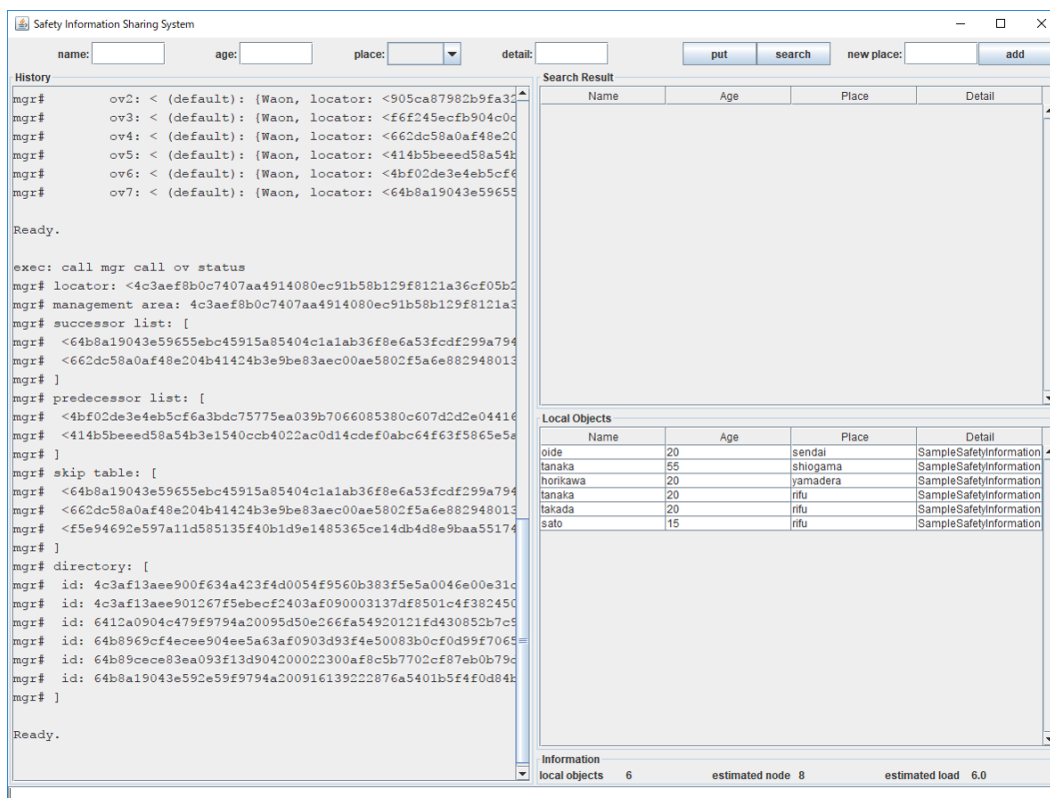 Safety Information Sharing System
name: age: place: detail: put search new place: add
History
mgr# ov2: < (default): {Waon, locator: <905ca87982b9fa32
mgr# ov3: < (default): {Waon, locator: <f6f245ecfb904c0c
mgr# ov4: < (default): {Waon, locator: <662dc58a0af48e20
mgr# ov5: < (default): {Waon, locator: <414b5beeed58a54b
mgr# ov6: < (default): {Waon, locator: <4bf02de3e4eb5cf6
mgr# ov7: < (default): {Waon, locator: <64b8a19043e59655
Ready.
exec: call mgr call ov status
mgr# locator: <4c3aef8b0c7407aa4914080ec91b58b129f8121a36cf05b2
mgr# management area: 4c3aef8b0c7407aa4914080ec91b58b129f8121a3
mgr# successor list: [
mgr# <64b8a19043e59655ebc45915a85404c1a1ab36f8e6a53fcdf299a794
mgr# <662dc58a0af48e204b41424b3e9be83aec00ae5802f5a6e882948013
mgr# ]
mgr# predecessor list: [
mgr# <4bf02de3e4eb5cf6a3bdc75775ea039b7066085380c607d2d2e04416
mgr# <414b5beeed58a54b3e1540ccb4022ac0d14cdef0abc64f63f5865e5a
mgr# ]
mgr# skip table: [
mgr# <64b8a19043e59655ebc45915a85404c1a1ab36f8e6a53fcdf299a794
mgr# <662dc58a0af48e204b41424b3e9be83aec00ae5802f5a6e882948013
mgr# <f5e94692e597a11d585135f40b1d9e1485365ce14db4d8e9baa55174
mgr# ]
mgr# directory: [
mgr# id: 4c3af13aee900f634a423f4d0054f9560b383f5e5a0046e00e31c
mgr# id: 4c3af13aee901267f5ebecf2403af090003137df8501c4f382450
mgr# id: 6412a0904c479f9794a20095d50e266fa54920121fd430852b7c9
mgr# id: 64b8969cf4ecee904ee5a63af0903d93f4e50083b0cf0d99f7065
mgr# id: 64b89cece83ea093f13d904200022300af8c5b7702cf87eb0b79c
mgr# id: 64b8a19043e592e59f9794a200916139222876a5401b5f4f0d84b
mgr# ]
Ready.
Search Result
Name Age Place Detail
Local Objects
Name Age Place Detail
oide 20 sendai SampleSafetyInformation
tanaka 55 shiogama SampleSafetyInformation
horikawa 20 yamadera SampleSafetyInformation
tanaka 20 rifu SampleSafetyInformation
takada 20 rifu SampleSafetyInformation
sato 15 rifu SampleSafetyInformation
Information
local objects 6 estimated node 8 estimated load 6.0